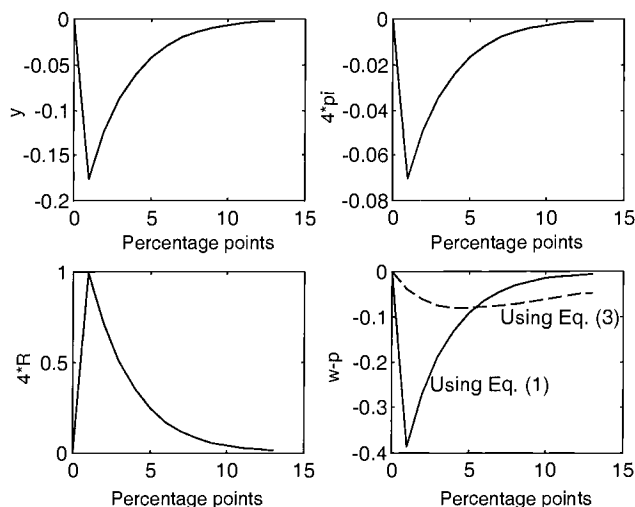 0
-0.05
-0.1
-0.15
-0.2
y
0 5 10 15
Percentage points
0
-0.02
-0.04
-0.06
-0.08
4*pi
0 5 10 15
Percentage points
1
0.5
0
4*R
0 5 10 15
Percentage points
0
-0.1
-0.2
-0.3
-0.4
w-p
Using Eq. (3)
Using Eq. (1)
0 5 10 15
Percentage points